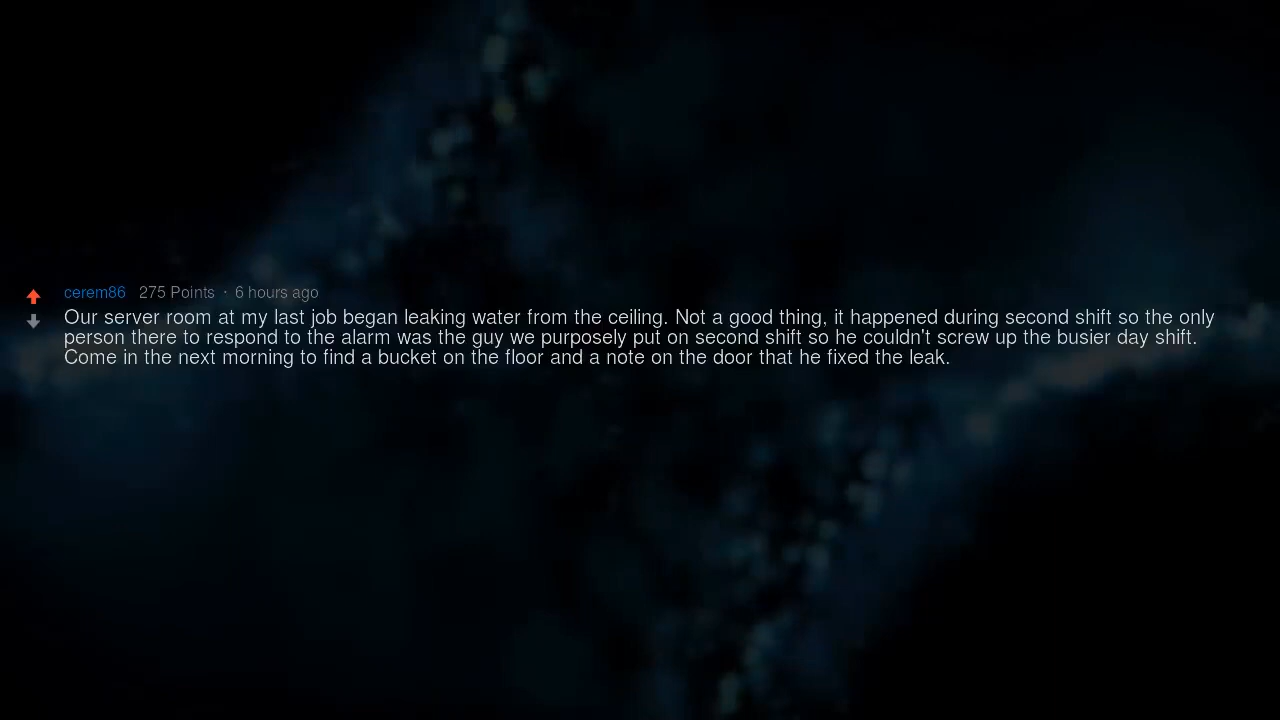 cerem86 275 Points · 6 hours ago
Our server room at my last job began leaking water from the ceiling. Not a good thing, it happened during second shift so the only
person there to respond to the alarm was the guy we purposely put on second shift so he couldn't screw up the busier day shift.
Come in the next morning to find a bucket on the floor and a note on the door that he fixed the leak.